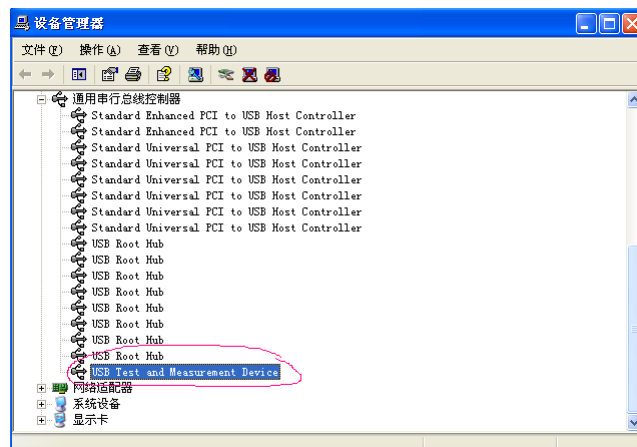 设备管理器
文件(F) 操作(A) 查看(V) 帮助(H)
通用串行总线控制器
Standard Enhanced PCI to USB Host Controller
Standard Enhanced PCI to USB Host Controller
Standard Universal PCI to USB Host Controller
Standard Universal PCI to USB Host Controller
Standard Universal PCI to USB Host Controller
Standard Universal PCI to USB Host Controller
Standard Universal PCI to USB Host Controller
Standard Universal PCI to USB Host Controller
USB Root Hub
USB Root Hub
USB Root Hub
USB Root Hub
USB Root Hub
USB Root Hub
USB Root Hub
USB Root Hub
USB Test and Measurement Device
网络适配器
系统设备
显示卡